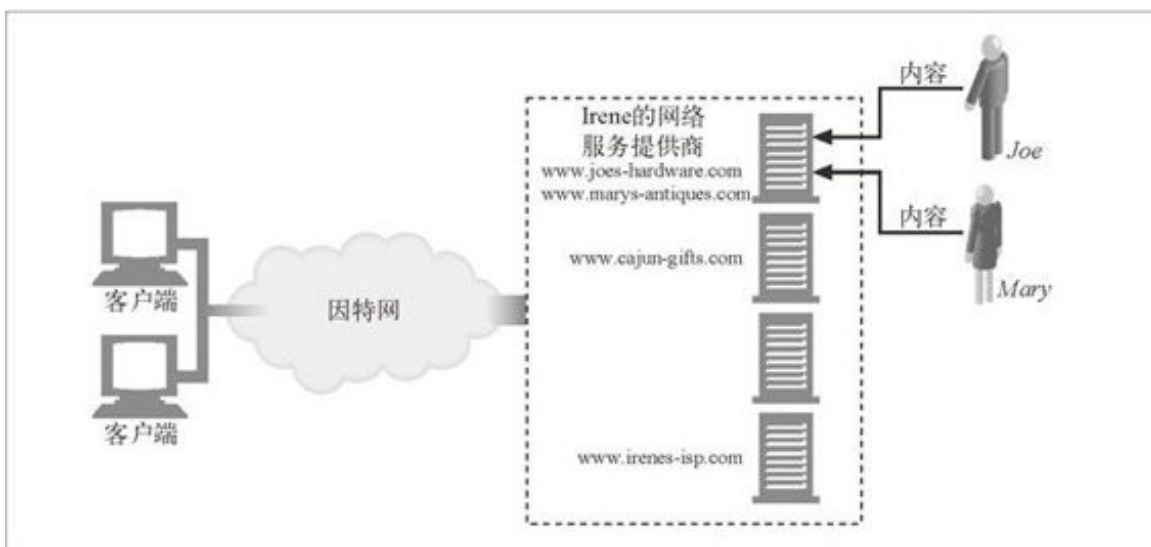 内容
Joe
Irene的网络
服务提供商
www.joes-hardware.com
www.marys-antiques.com
内容
Mary
www.cajun-gifts.com
客户端
因特网
客户端
www.irenes-isp.com